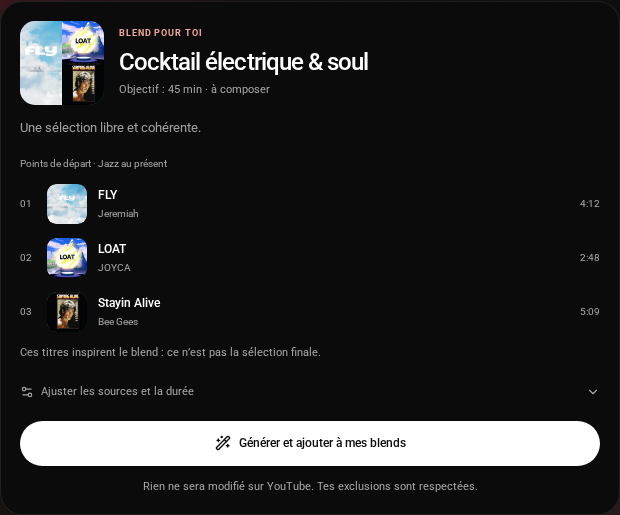 BLEND POUR TOI
Cocktail électrique & soul
Objectif : 45 min · à composer
Une sélection libre et cohérente.
Points de départ · Jazz au présent
01
FLY
Jeremiah
4:12
02
LOAT
JOYCA
2:48
03
Stayin Alive
Bee Gees
5:09
Ces titres inspirent le blend : ce n'est pas la sélection finale.
Ajuster les sources et la durée
Générer et ajouter à mes blends
Rien ne sera modifié sur YouTube. Tes exclusions sont respectées.